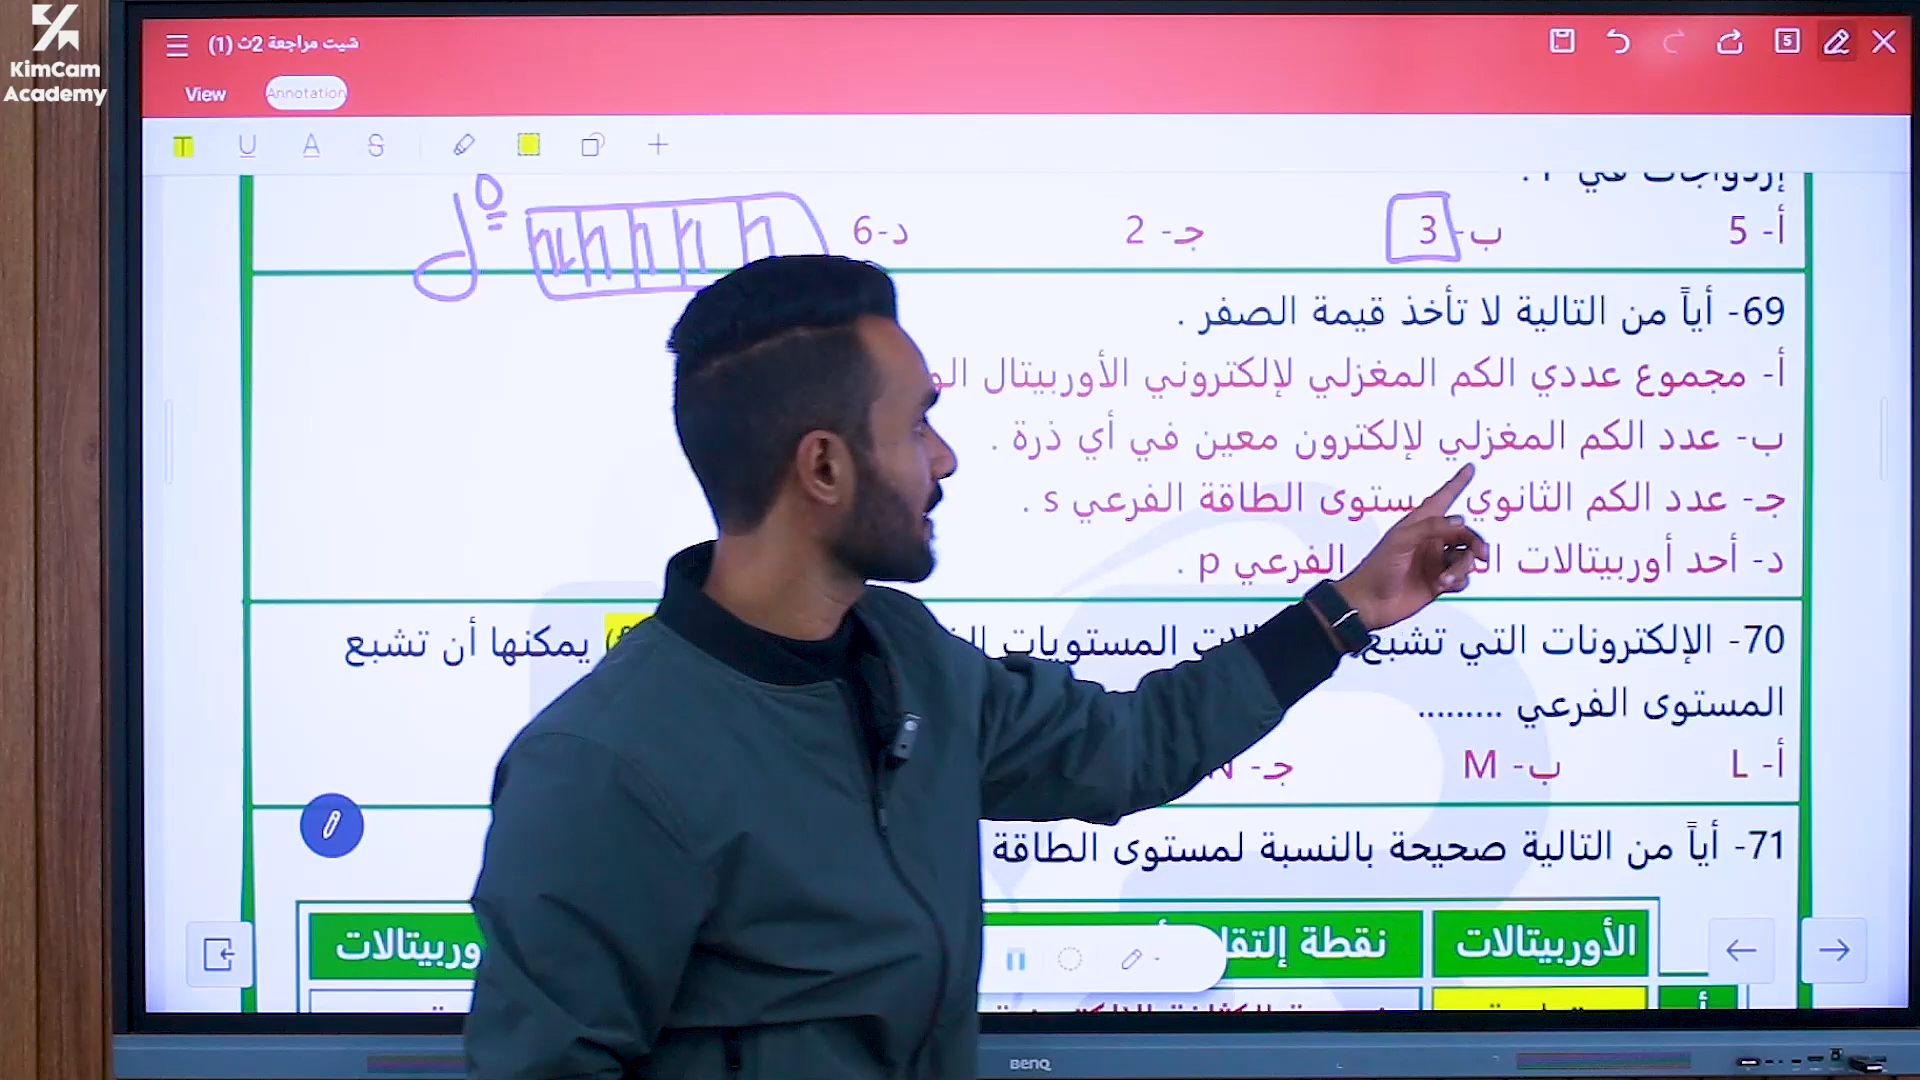 KimCam
Academy
شيت مراجعة 2ث (1)
View
Annotation
أ- 5
ب- 3
جـ- 2
د- 6
69- أياً من التالية لا تأخذ قيمة الصفر .
أ- مجموع عددي الكم المغزلي لإلكتروني الأوربيتال
ب- عدد الكم المغزلي لإلكترون معين في أي ذرة .
جـ- عدد الكم الثانوي مستوى الطاقة الفرعي s .
د- أحد أوربيتالات الفرعي p .
70- الإلكترونات التي تشبع المستويات يمكنها أن تشبع
المستوى الفرعي .........
أ- L
ب- M
جـ- N
71- أياً من التالية صحيحة بالنسبة لمستوى الطاقة
الأوربيتالات
نقطة
BENQ